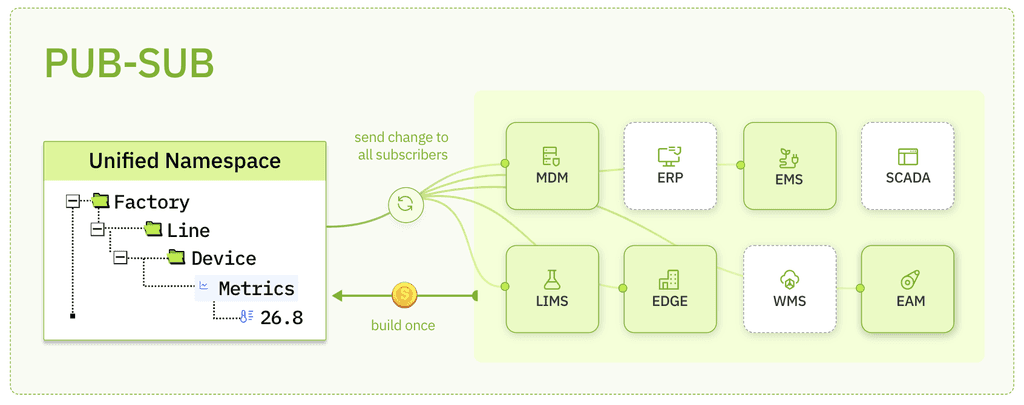 PUB-SUB
Unified Namespace
Factory
Line
Device
Metrics
26.8
send change to
all subscribers
build once
MDM
ERP
EMS
SCADA
LIMS
EDGE
WMS
EAM